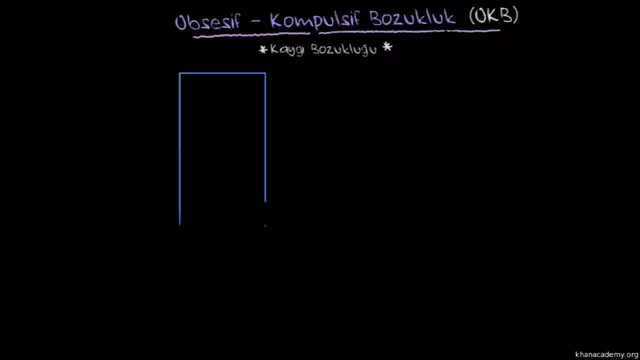 Obsesif - Kompulsif Bozukluk (OKB)
*Kaygı Bozukluğu*
khanacademy.org